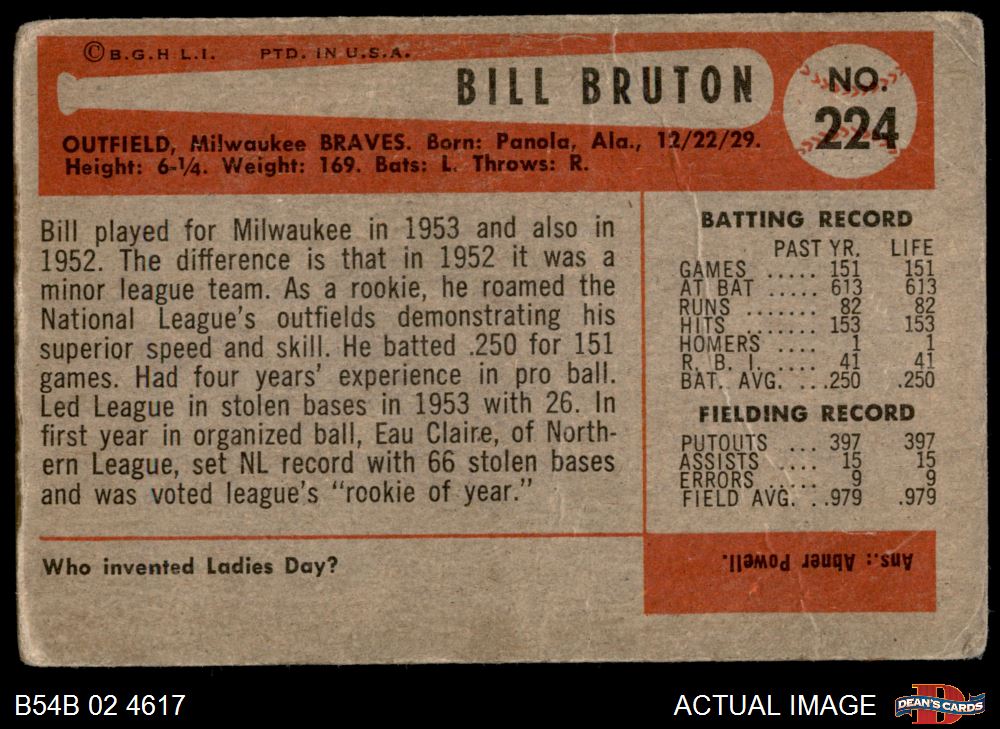 ©B.G.H L.I. PTD. IN U.S.A.
BILL BRUTON
NO.
224
OUTFIELD, Milwaukee BRAVES. Born: Panola, Ala., 12/22/29.
Height: 6-¼. Weight: 169. Bats: L. Throws: R.
Bill played for Milwaukee in 1953 and also in
1952. The difference is that in 1952 it was a
minor league team. As a rookie, he roamed the
National League's outfields demonstrating his
superior speed and skill. He batted .250 for 151
games. Had four years' experience in pro ball.
Led League in stolen bases in 1953 with 26. In
first year in organized ball, Eau Claire, of North-
ern League, set NL record with 66 stolen bases
and was voted league's "rookie of year."
BATTING RECORD
PAST YR. LIFE
GAMES ..... 151 151
AT BAT ..... 613 613
RUNS ....... 82 82
HITS ....... 153 153
HOMERS .... 1 1
R. B. I. .... 41 41
BAT. AVG. ...250 .250
FIELDING RECORD
PUTOUTS ... 397 397
ASSISTS .... 15 15
ERRORS ..... 9 9
FIELD AVG. ..979 .979
Who invented Ladies Day?
Ans.: Abner Powell.
B54B 02 4617
ACTUAL IMAGE
DEAN'S CARDS